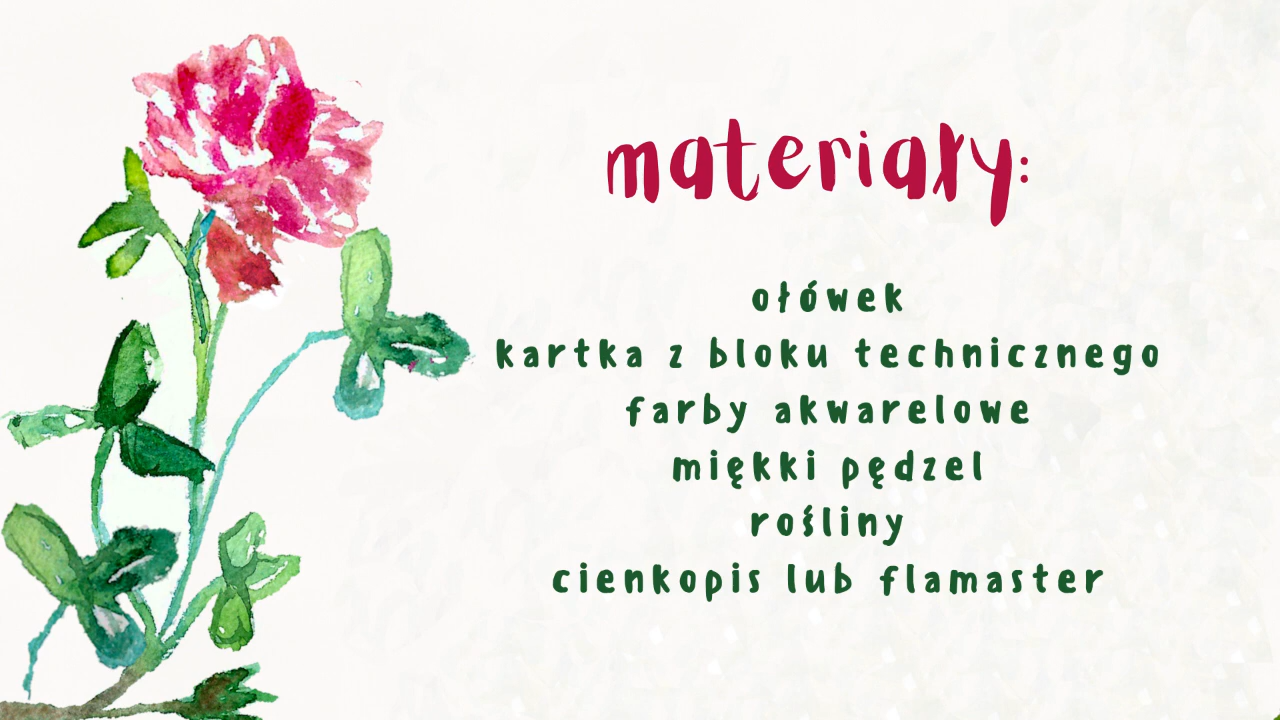 materiały:
ołówek
kartka z bloku technicznego
farby akwarelowe
miękki pędzel
rośliny
cienkopis lub flamaster